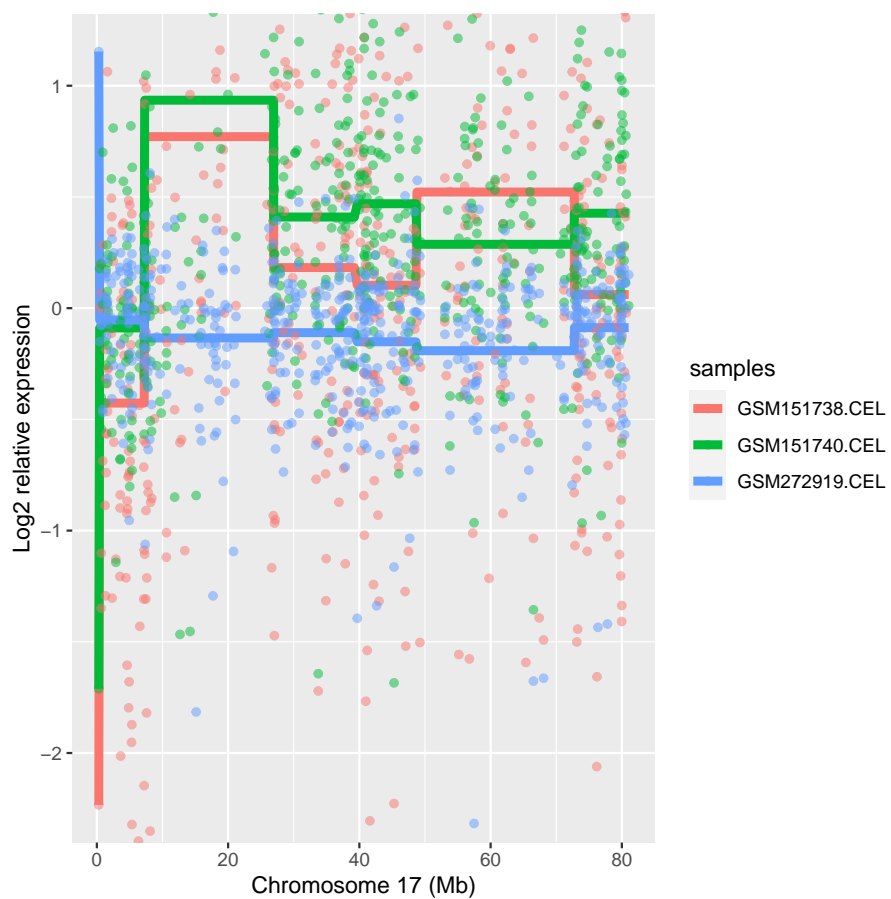 1
0
−1
−2
Log2 relative expression
0
20
40
60
80
Chromosome 17 (Mb)
samples
GSM151738.CEL
GSM151740.CEL
GSM272919.CEL